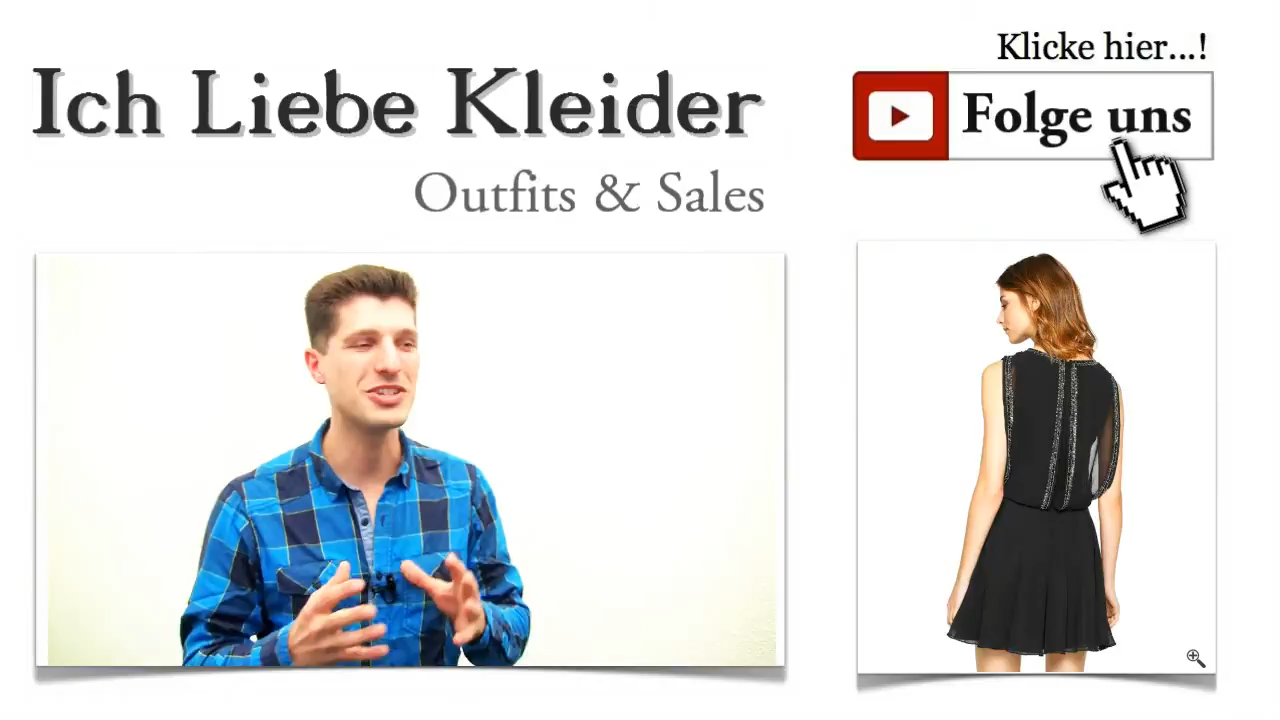 Ich Liebe Kleider
Outfits & Sales
Klicke hier...!
Folge uns